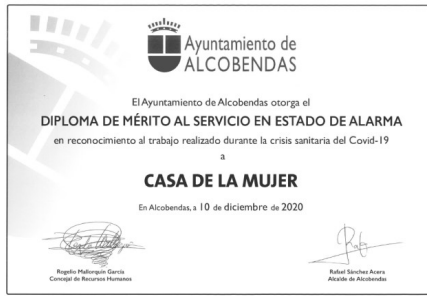 Ayuntamiento de
ALCOBENDAS
El Ayuntamiento de Alcobendas otorga el
DIPLOMA DE MÉRITO AL SERVICIO EN ESTADO DE ALARMA
en reconocimiento al trabajo realizado durante la crisis sanitaria del Covid-19
a
CASA DE LA MUJER
En Alcobendas, a 10 de diciembre de 2020
Rogelio Mallorquín García
Concejal de Recursos Humanos
Rafael Sánchez Acera
Alcalde de Alcobendas